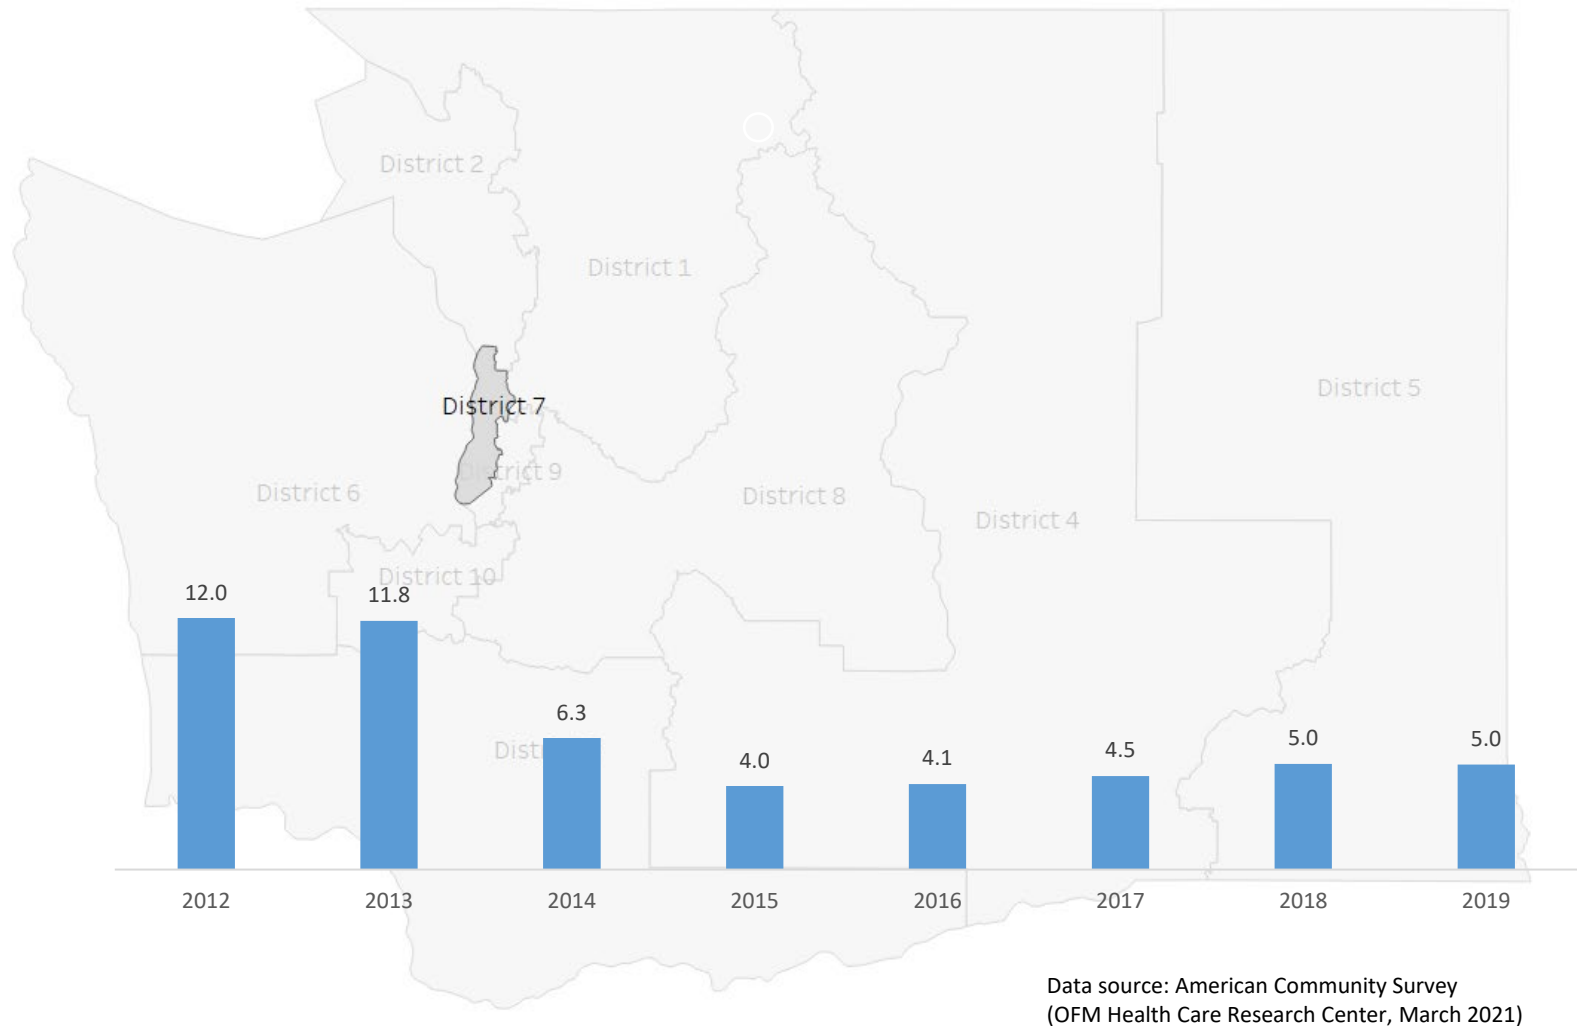 District 2
District 1
District 5
District 7
District 9
District 6
District 8
District 4
District 10
12.0
11.8
6.3
4.0
4.1
4.5
5.0
5.0
2012
2013
2014
2015
2016
2017
2018
2019
Data source: American Community Survey
(OFM Health Care Research Center, March 2021)